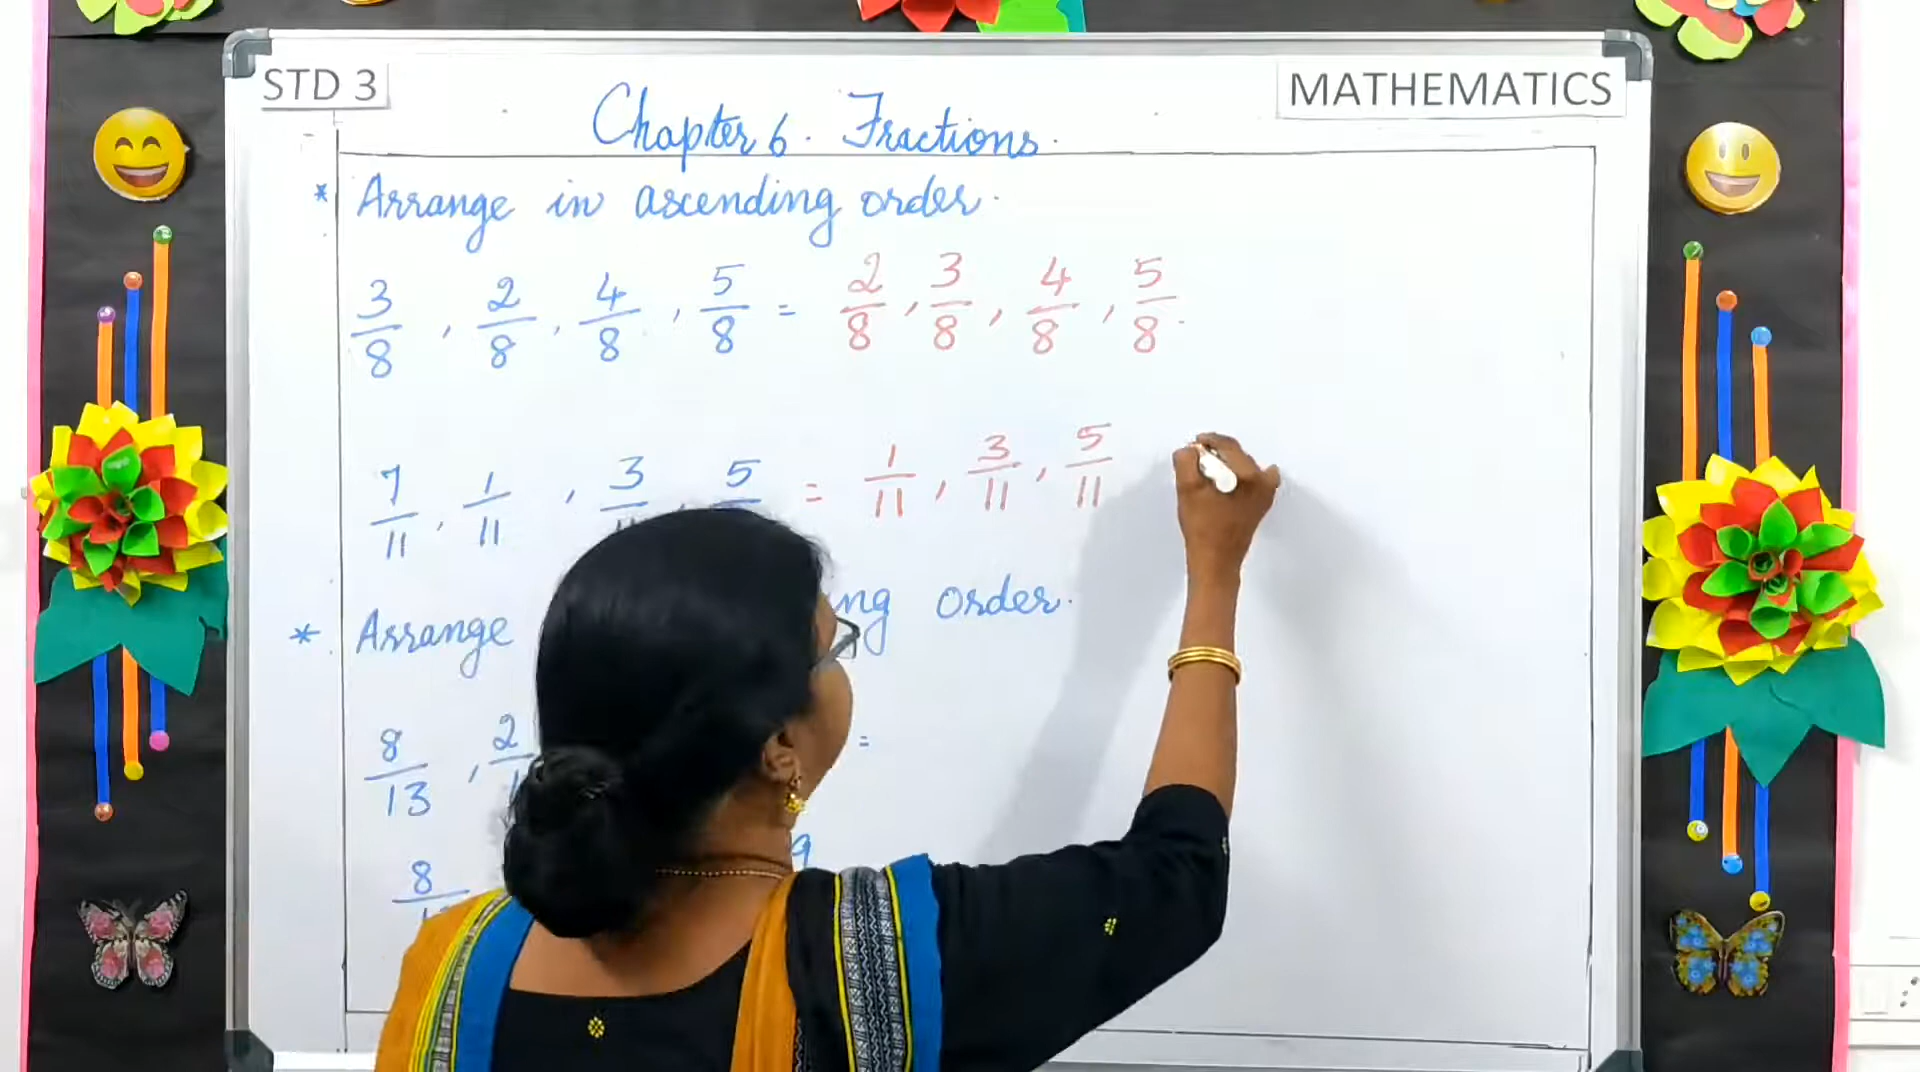 STD 3
MATHEMATICS
Chapter 6. Fractions.
* Arrange in ascending order.
3/8, 2/8, 4/8, 5/8 = 2/8, 3/8, 4/8, 5/8.
7/11, 1/11, 3/11, 5 = 1/11, 3/11, 5/11
* Arrange order.
8/13, 2 =
8 9